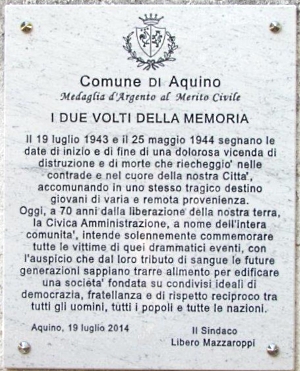 Comune DI Aquino
Medaglia d'Argento al Merito Civile
I DUE VOLTI DELLA MEMORIA
Il 19 luglio 1943 e il 25 maggio 1944 segnano le
date di inizio e di fine di una dolorosa vicenda di
distruzione e di morte che riecheggio' nelle
contrade e nel cuore della nostra Citta',
accomunando in uno stesso tragico destino
giovani di varia e remota provenienza.
Oggi, a 70 anni dalla liberazione della nostra terra,
la Civica Amministrazione, a nome dell'intera
comunita', intende solennemente commemorare
tutte le vittime di quei drammatici eventi, con
l'auspicio che dal loro tributo di sangue le future
generazioni sappiano trarre alimento per edificare
una società' fondata su condivisi ideali di
democrazia, fratellanza e di rispetto reciproco tra
tutti gli uomini, tutti i popoli e tutte le nazioni.
Aquino, 19 luglio 2014
Il Sindaco
Libero Mazzaroppi